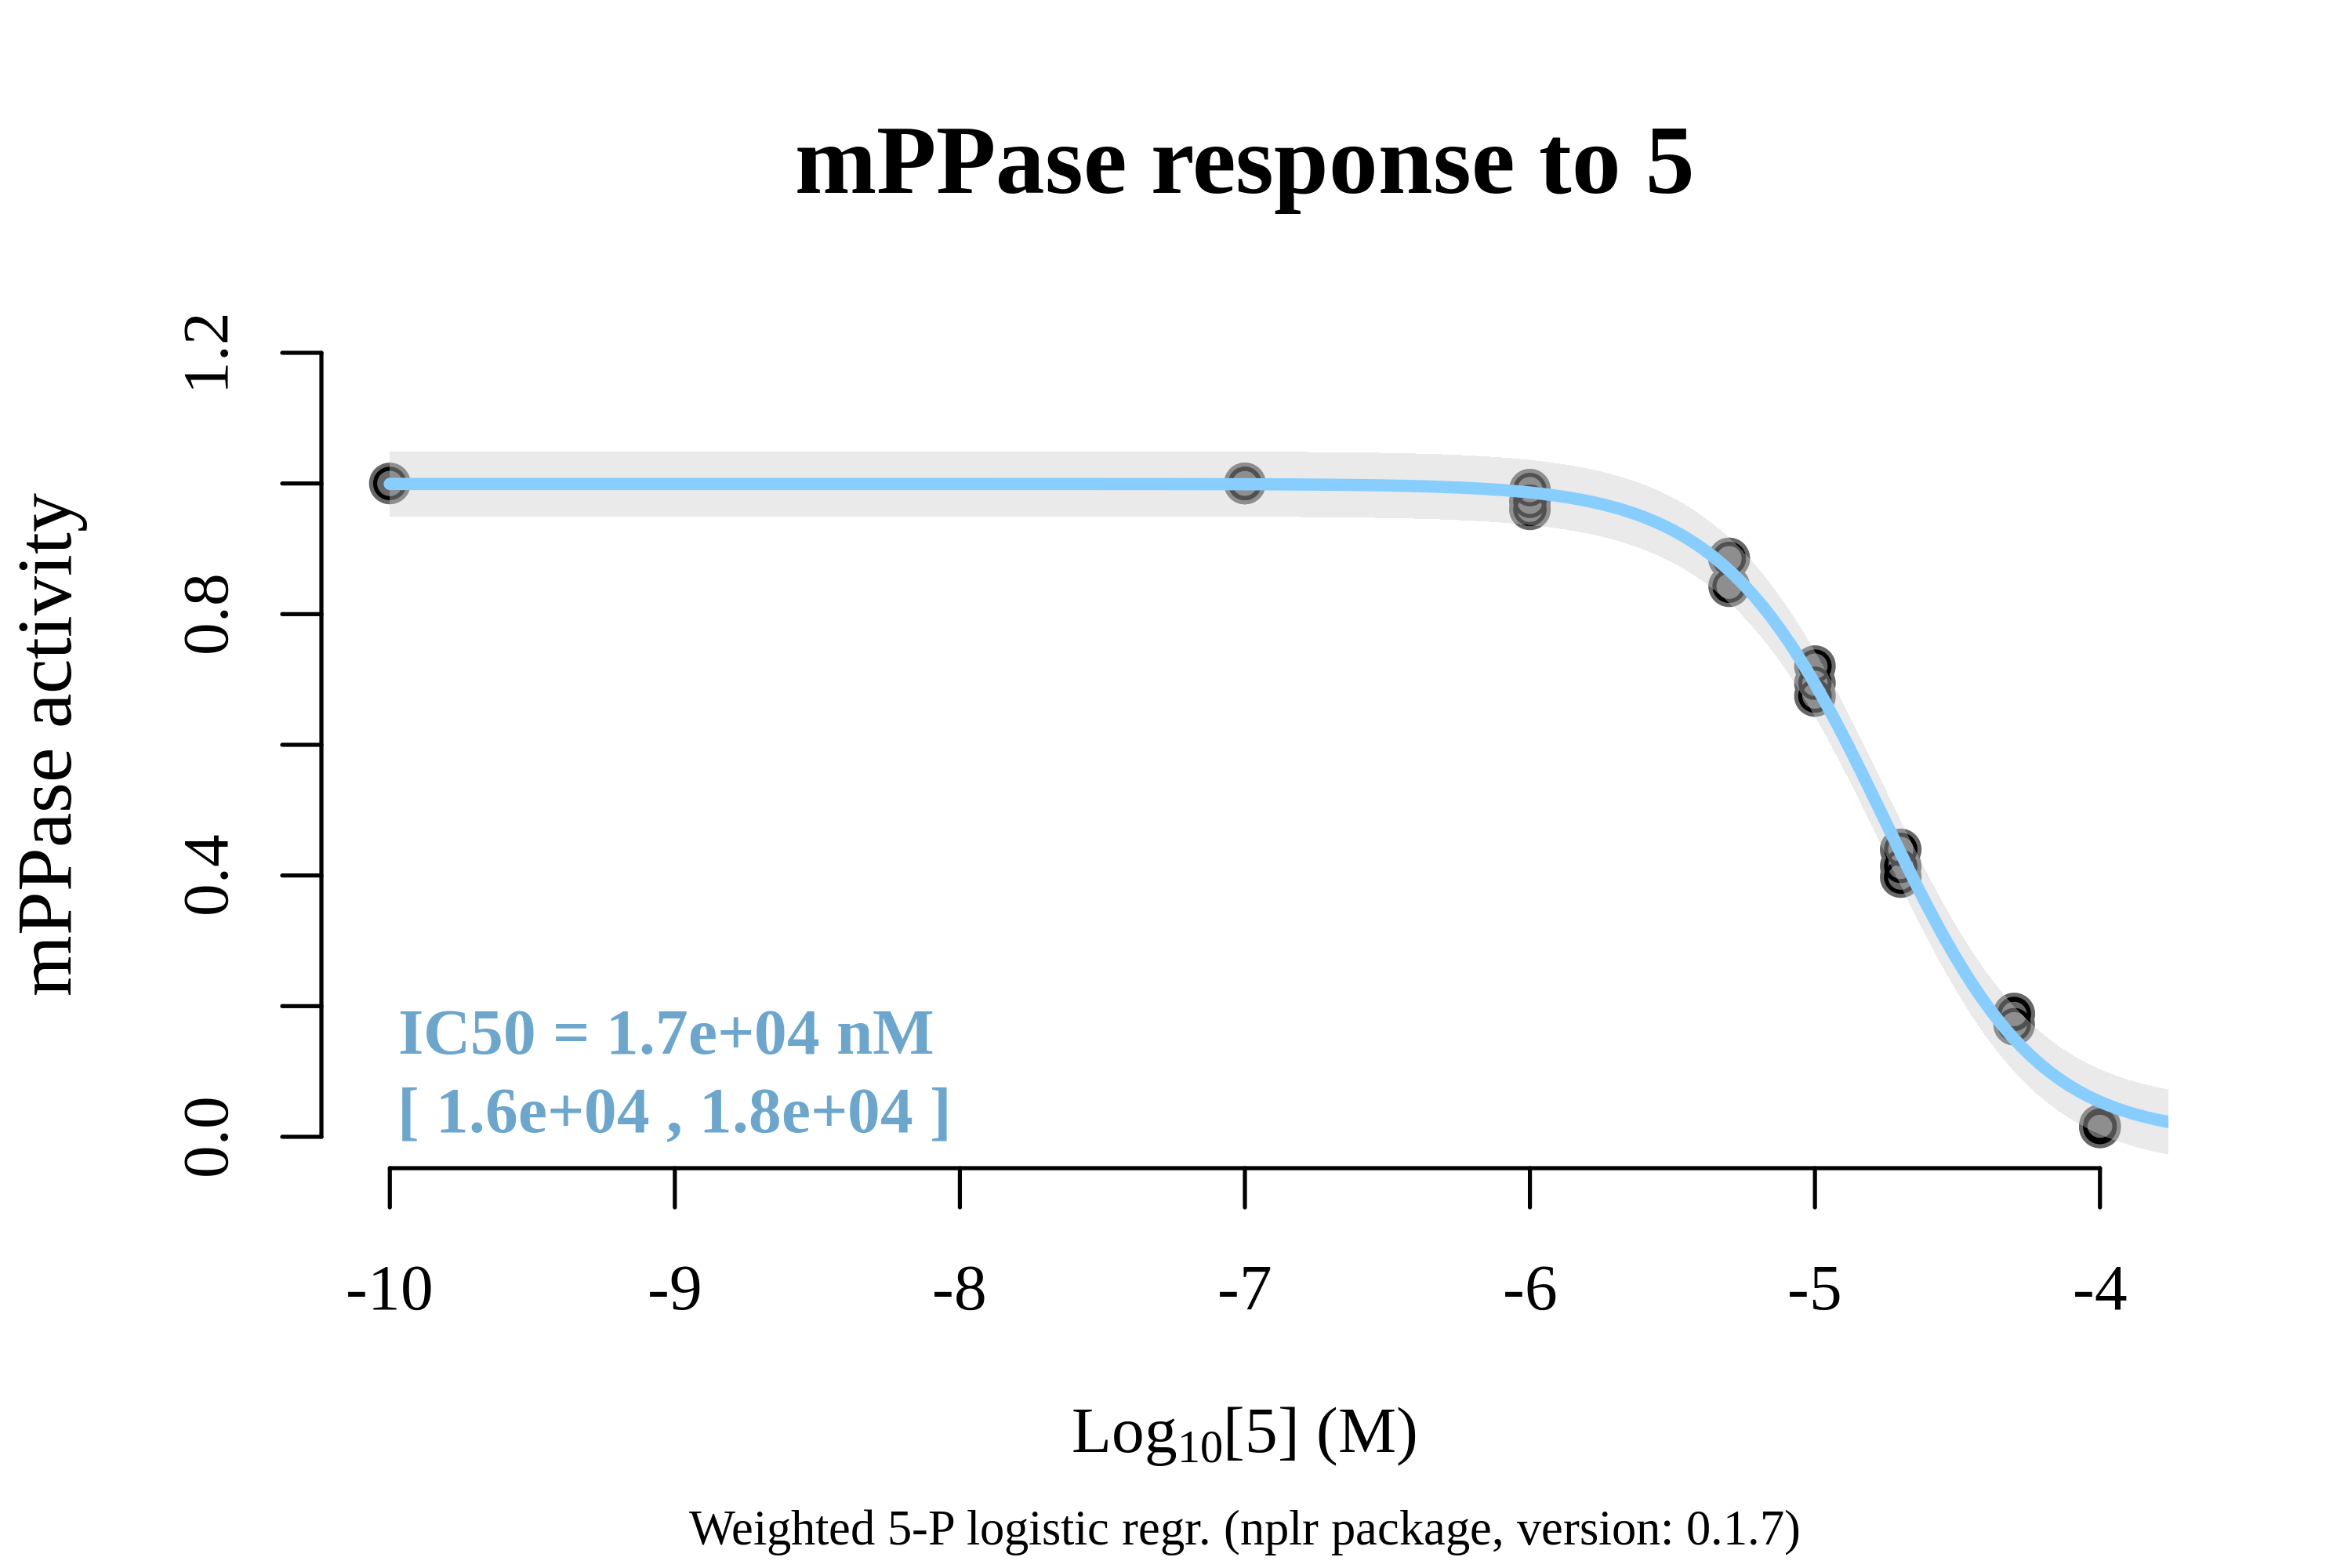 mPPase response to 5
mPPase activity
1.2
0.8
0.4
0.0
IC50 = 1.7e+04 nM
[ 1.6e+04 , 1.8e+04 ]
-10 -9 -8 -7 -6 -5 -4
Log10[5] (M)
Weighted 5-P logistic regr. (nplr package, version: 0.1.7)